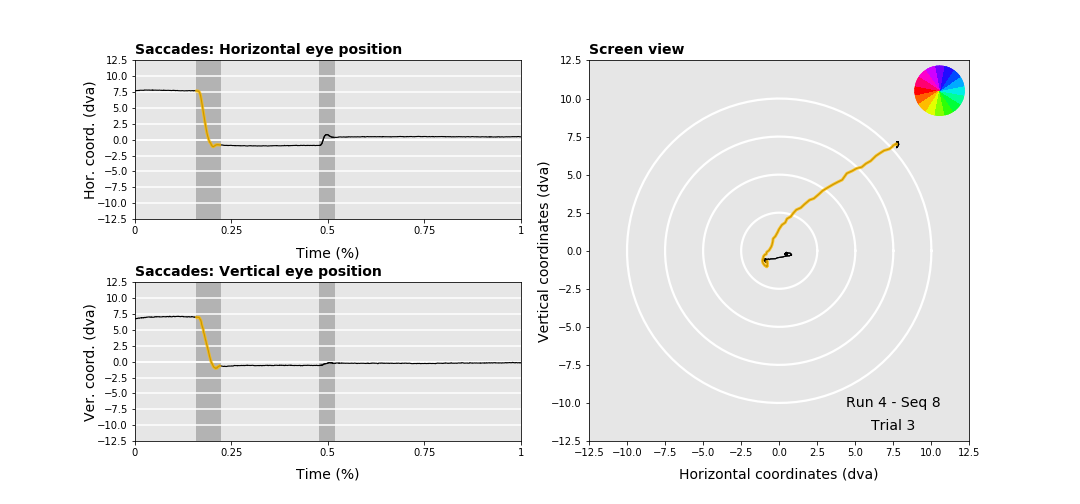 Saccades: Horizontal eye position
Hor. coord. (dva)
12.5
10.0
7.5
5.0
2.5
0.0
−2.5
−5.0
−7.5
−10.0
−12.5
0 0.25 0.5 0.75 1
Time (%)
Saccades: Vertical eye position
Ver. coord. (dva)
12.5
10.0
7.5
5.0
2.5
0.0
−2.5
−5.0
−7.5
−10.0
−12.5
0 0.25 0.5 0.75 1
Time (%)
Screen view
Vertical coordinates (dva)
12.5
10.0
7.5
5.0
2.5
0.0
−2.5
−5.0
−7.5
−10.0
−12.5
Run 4 - Seq 8
Trial 3
−12.5 −10.0 −7.5 −5.0 −2.5 0.0 2.5 5.0 7.5 10.0 12.5
Horizontal coordinates (dva)